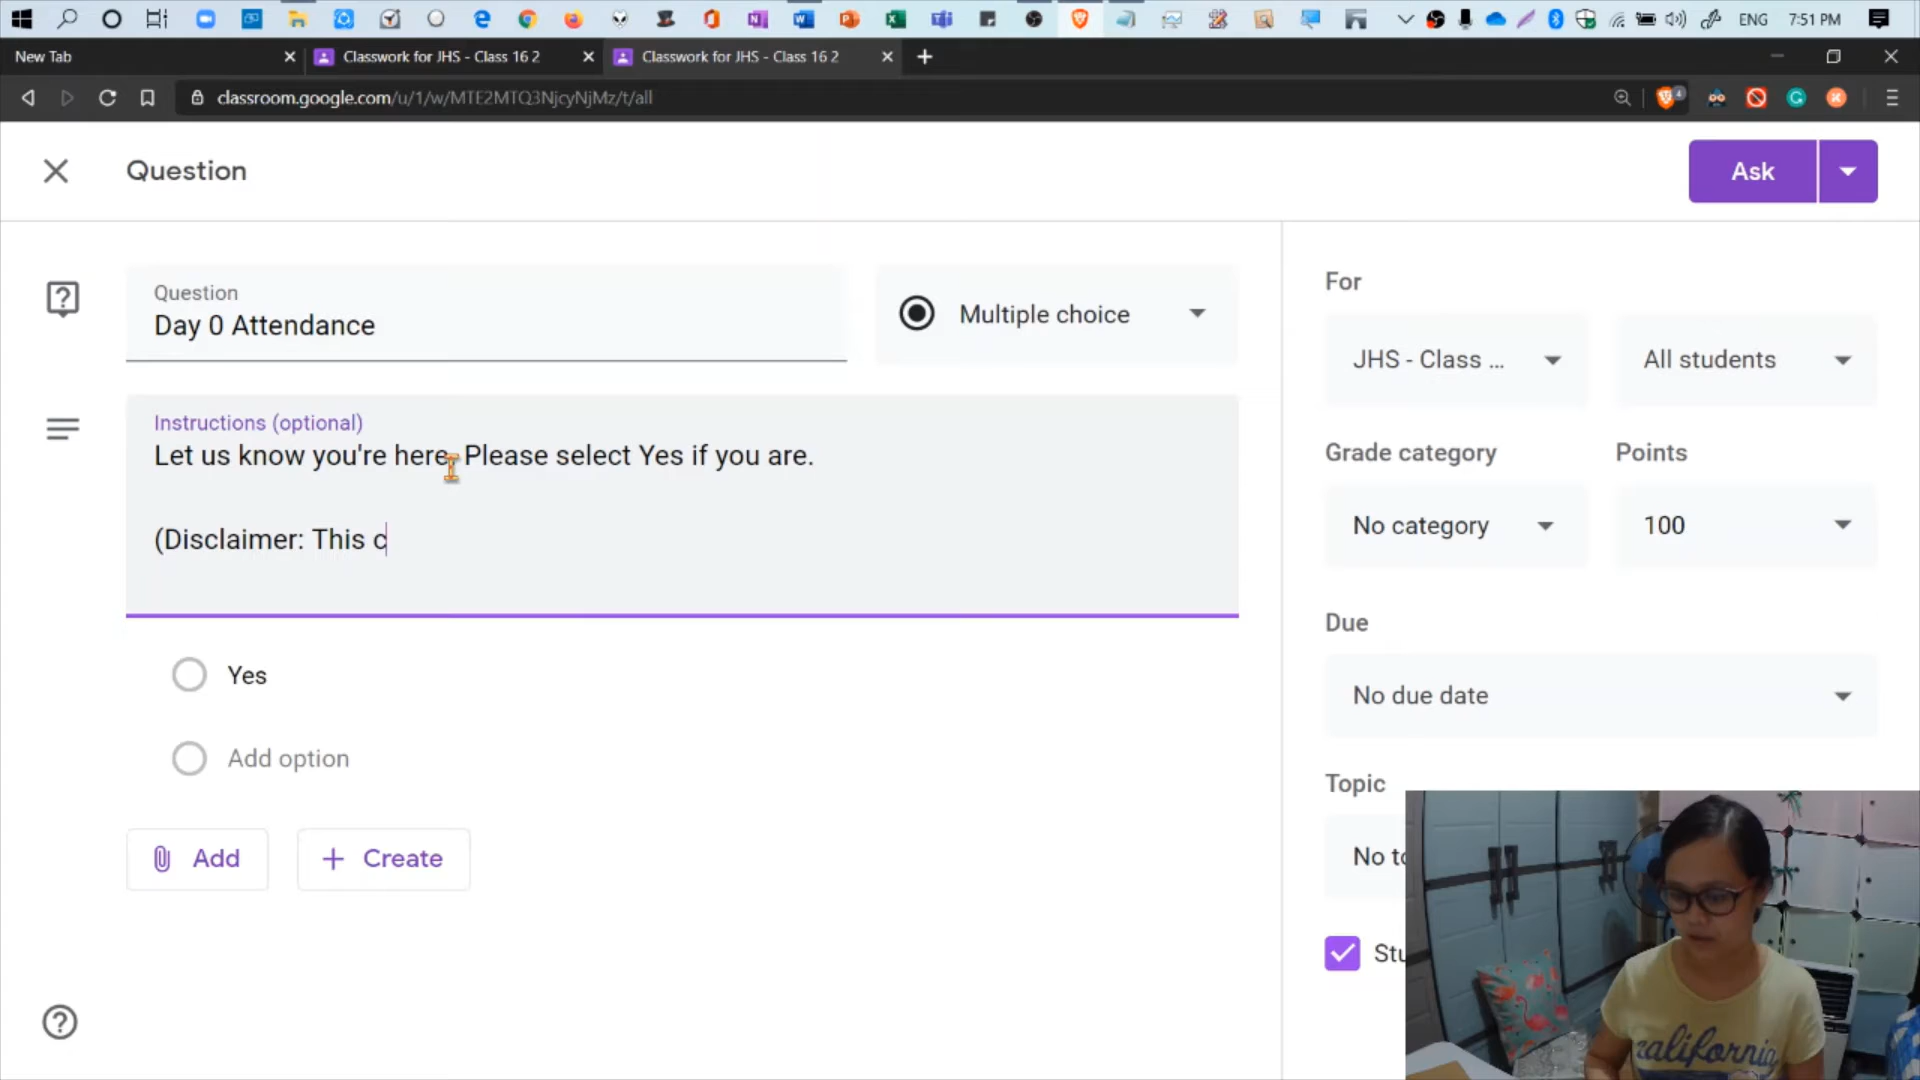 ENG 7:51 PM
New Tab
Classwork for JHS - Class 16 2
Classwork for JHS - Class 16 2
classroom.google.com/u/1/w/MTE2MTQ3NjcyNjMz/t/all
Question
Ask
Question
Day 0 Attendance
Multiple choice
Instructions (optional)
Let us know you're here. Please select Yes if you are.
(Disclaimer: This c
Yes
Add option
Add
Create
For
JHS - Class ...
All students
Grade category
Points
No category
100
Due
No due date
Topic
No to
Stu
california